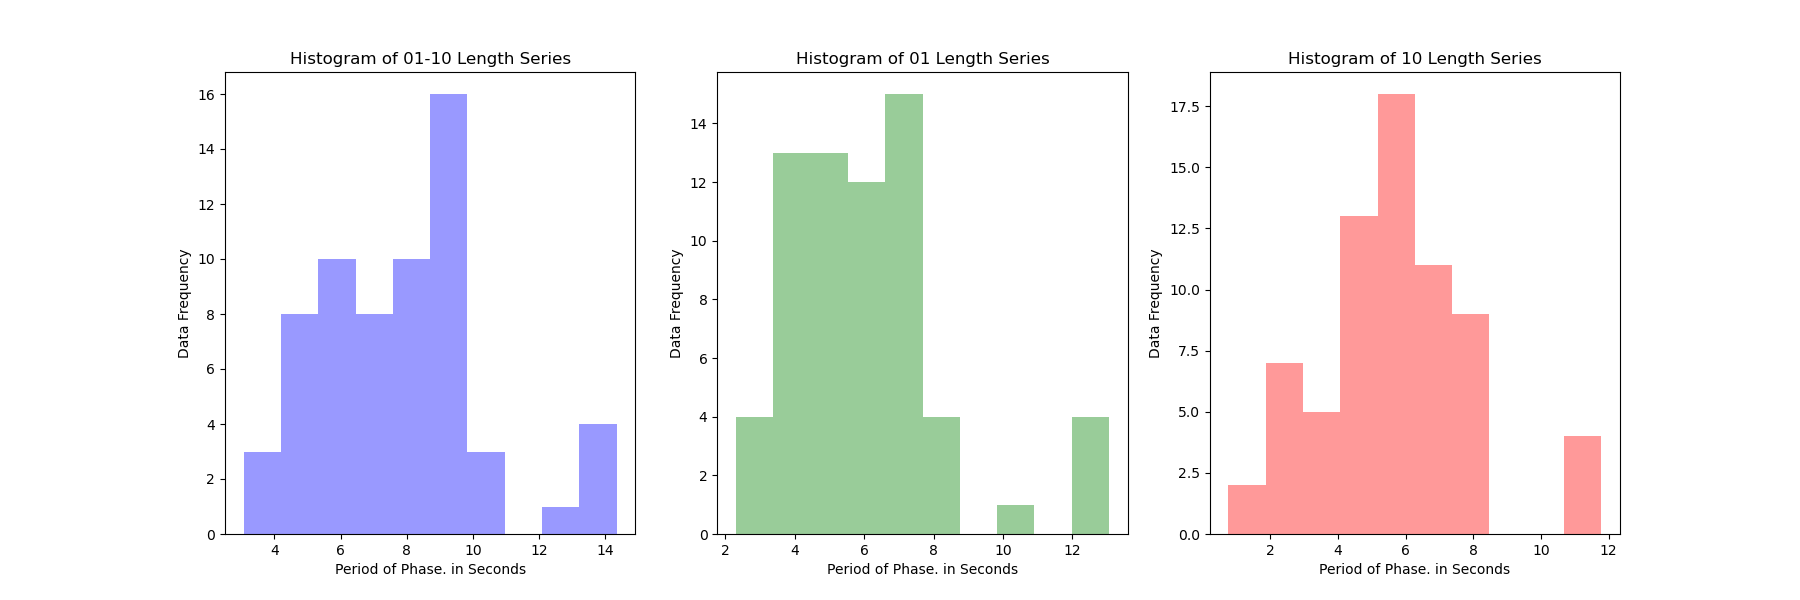 Histogram of 01-10 Length Series
16
14
12
10
8
6
4
2
0
Data Frequency
4 6 8 10 12 14
Period of Phase. in Seconds
Histogram of 01 Length Series
14
12
10
8
6
4
2
0
Data Frequency
2 4 6 8 10 12
Period of Phase. in Seconds
Histogram of 10 Length Series
17.5
15.0
12.5
10.0
7.5
5.0
2.5
0.0
Data Frequency
2 4 6 8 10 12
Period of Phase. in Seconds